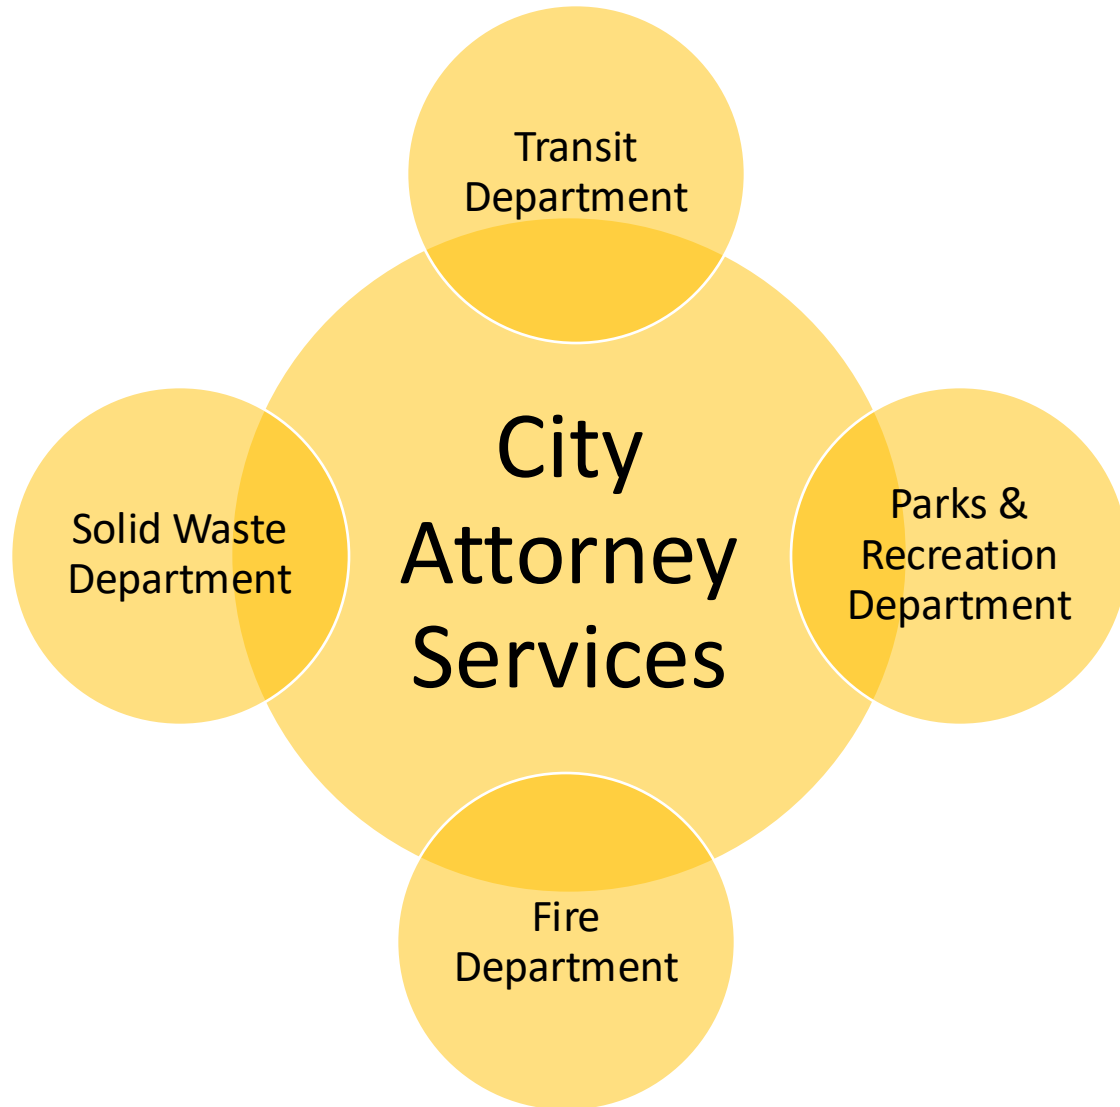 Transit
Department
City
Attorney
Services
Solid Waste
Department
Parks &
Recreation
Department
Fire
Department